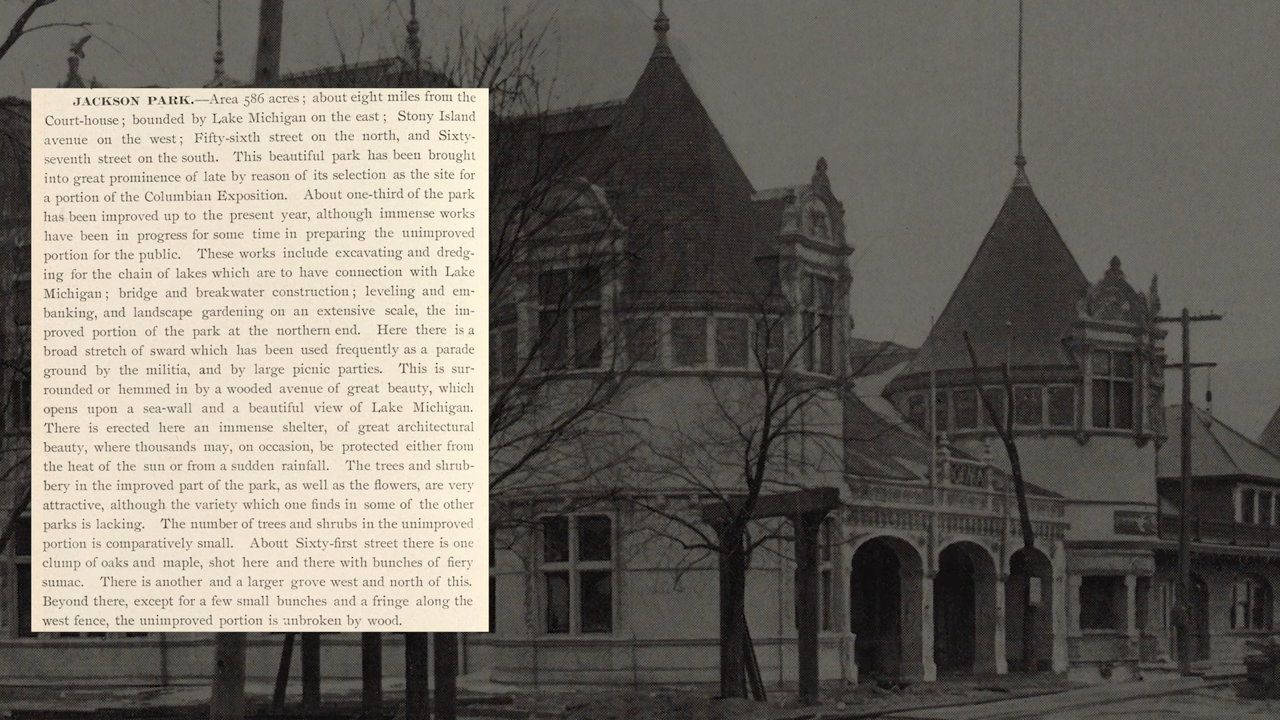 JACKSON PARK.—Area 586 acres; about eight miles from the
Court-house; bounded by Lake Michigan on the east; Stony Island
avenue on the west; Fifty-sixth street on the north, and Sixty-
seventh street on the south. This beautiful park has been brought
into great prominence of late by reason of its selection as the site for
a portion of the Columbian Exposition. About one-third of the park
has been improved up to the present year, although immense works
have been in progress for some time in preparing the unimproved
portion for the public. These works include excavating and dredg-
ing for the chain of lakes which are to have connection with Lake
Michigan; bridge and breakwater construction; leveling and em-
banking, and landscape gardening on an extensive scale, the im-
proved portion of the park at the northern end. Here there is a
broad stretch of sward which has been used frequently as a parade
ground by the militia, and by large picnic parties. This is sur-
rounded or hemmed in by a wooded avenue of great beauty, which
opens upon a sea-wall and a beautiful view of Lake Michigan.
There is erected here an immense shelter, of great architectural
beauty, where thousands may, on occasion, be protected either from
the heat of the sun or from a sudden rainfall. The trees and shrub-
bery in the improved part of the park, as well as the flowers, are very
attractive, although the variety which one finds in some of the other
parks is lacking. The number of trees and shrubs in the unimproved
portion is comparatively small. About Sixty-first street there is one
clump of oaks and maple, shot here and there with bunches of fiery
sumac. There is another and a larger grove west and north of this.
Beyond there, except for a few small bunches and a fringe along the
west fence, the unimproved portion is unbroken by wood.